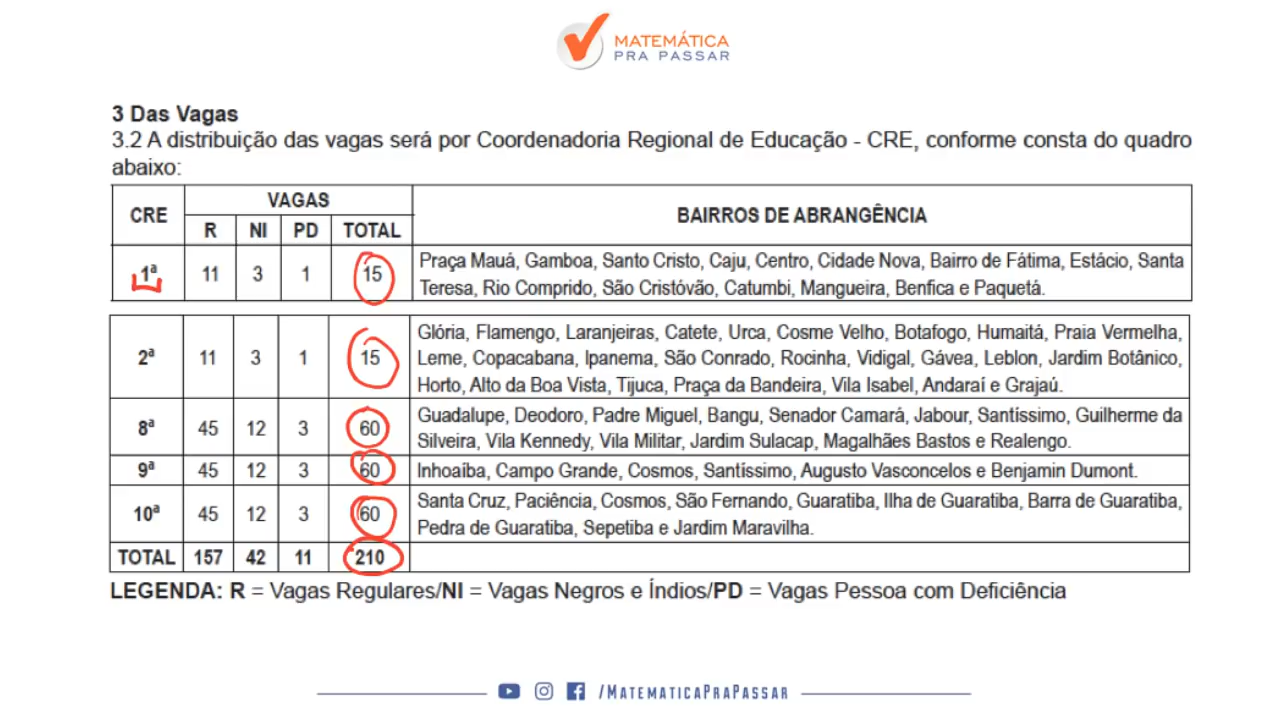 MATEMÁTICA
PRA PASSAR
3 Das Vagas
3.2 A distribuição das vagas será por Coordenadoria Regional de Educação - CRE, conforme consta do quadro
abaixo:
CRE VAGAS BAIRROS DE ABRANGÊNCIA
R NI PD TOTAL
1ª 11 3 1 15 Praça Mauá, Gamboa, Santo Cristo, Caju, Centro, Cidade Nova, Bairro de Fátima, Estácio, Santa
Teresa, Rio Comprido, São Cristóvão, Catumbi, Mangueira, Benfica e Paquetá.
2ª 11 3 1 15 Glória, Flamengo, Laranjeiras, Catete, Urca, Cosme Velho, Botafogo, Humaitá, Praia Vermelha,
Leme, Copacabana, Ipanema, São Conrado, Rocinha, Vidigal, Gávea, Leblon, Jardim Botânico,
Horto, Alto da Boa Vista, Tijuca, Praça da Bandeira, Vila Isabel, Andaraí e Grajaú.
8ª 45 12 3 60 Guadalupe, Deodoro, Padre Miguel, Bangu, Senador Camará, Jabour, Santíssimo, Guilherme da
Silveira, Vila Kennedy, Vila Militar, Jardim Sulacap, Magalhães Bastos e Realengo.
9ª 45 12 3 60 Inhoaíba, Campo Grande, Cosmos, Santíssimo, Augusto Vasconcelos e Benjamin Dumont.
10ª 45 12 3 60 Santa Cruz, Paciência, Cosmos, São Fernando, Guaratiba, Ilha de Guaratiba, Barra de Guaratiba,
Pedra de Guaratiba, Sepetiba e Jardim Maravilha.
TOTAL 157 42 11 210
LEGENDA: R = Vagas Regulares/NI = Vagas Negros e Índios/PD = Vagas Pessoa com Deficiência
/MATEMATICAPRAPASSAR